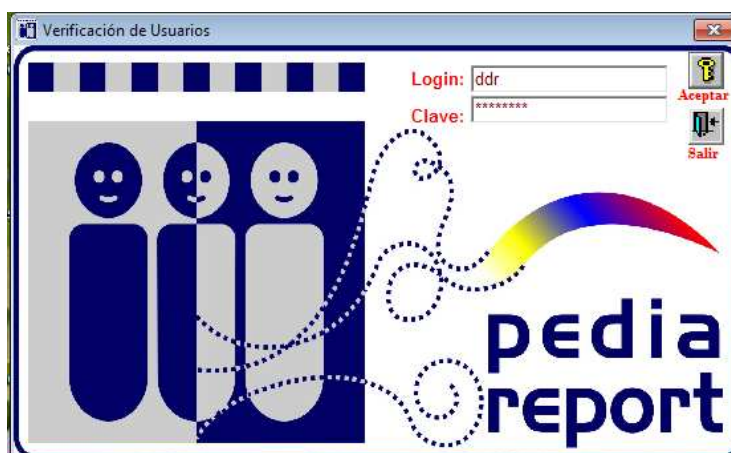 Verificación de Usuarios
Login: ddr
Aceptar
Clave: ********
Salir
pedia
report